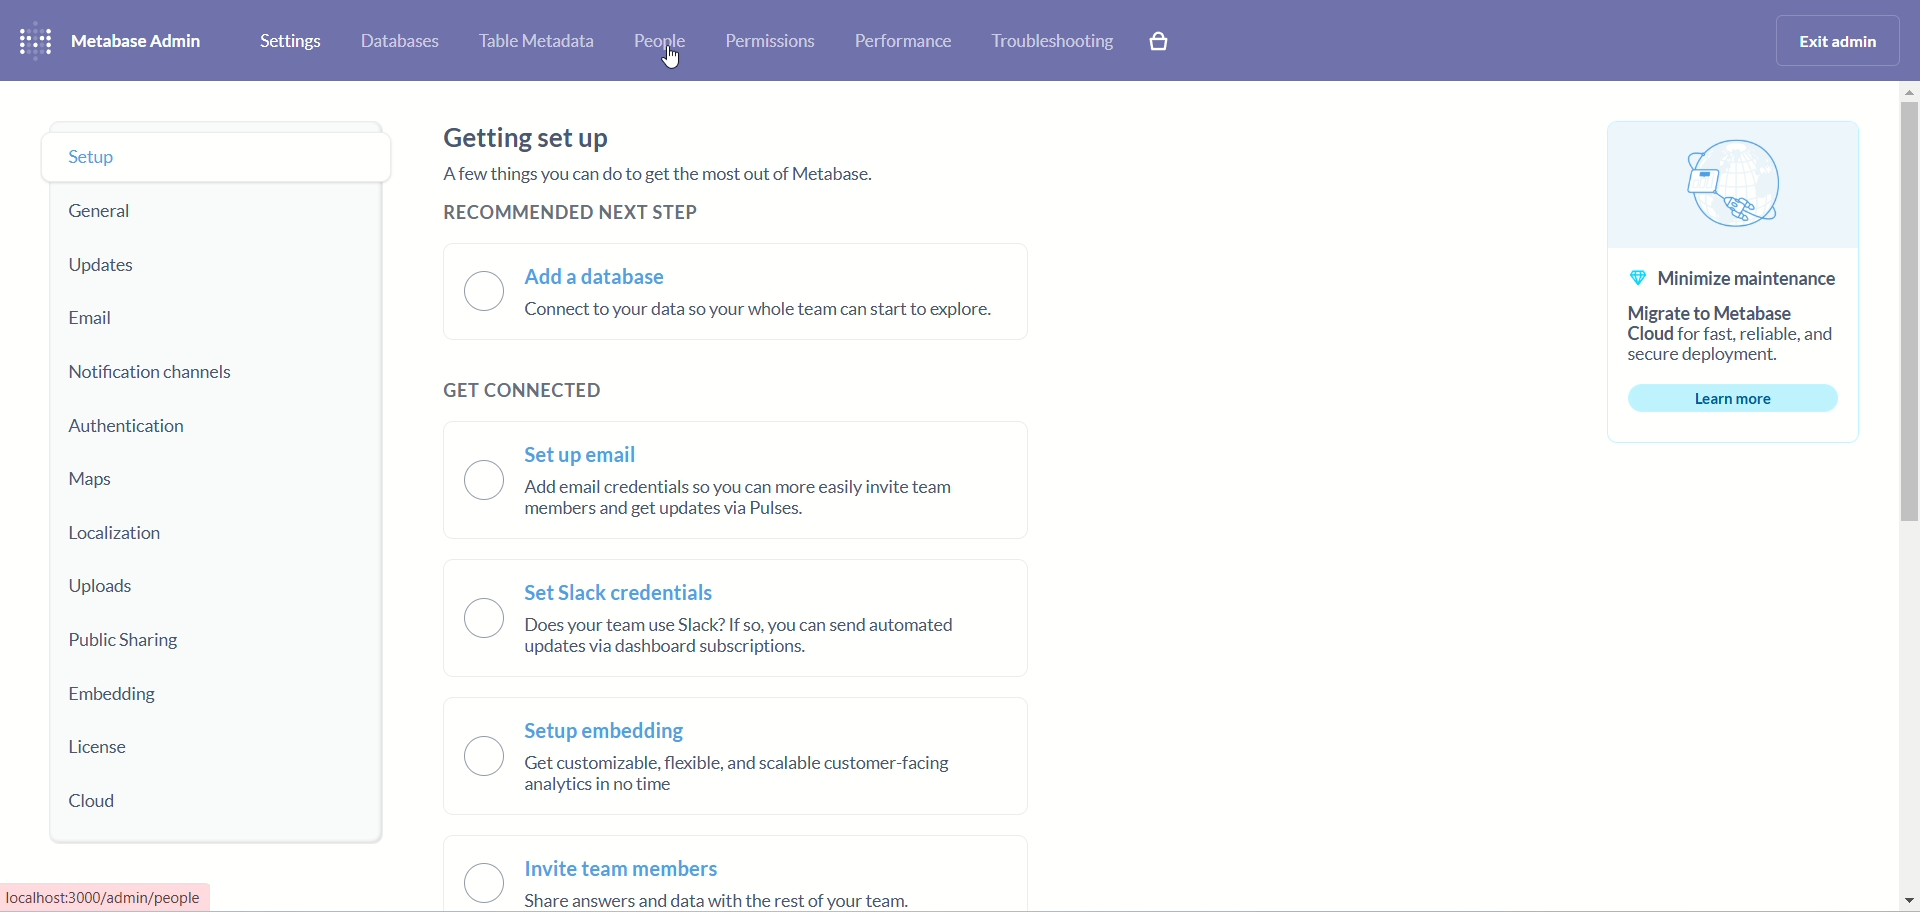 Metabase Admin
Settings
Databases
Table Metadata
People
Permissions
Performance
Troubleshooting
Exit admin
Setup
General
Updates
Email
Notification channels
Authentication
Maps
Localization
Uploads
Public Sharing
Embedding
License
Cloud
Getting set up
A few things you can do to get the most out of Metabase.
RECOMMENDED NEXT STEP
Add a database
Connect to your data so your whole team can start to explore.
GET CONNECTED
Set up email
Add email credentials so you can more easily invite team
members and get updates via Pulses.
Set Slack credentials
Does your team use Slack? If so, you can send automated
updates via dashboard subscriptions.
Setup embedding
Get customizable, flexible, and scalable customer-facing
analytics in no time
Invite team members
Share answers and data with the rest of your team.
Minimize maintenance
Migrate to Metabase
Cloud for fast, reliable, and
secure deployment.
Learn more
localhost:3000/admin/people